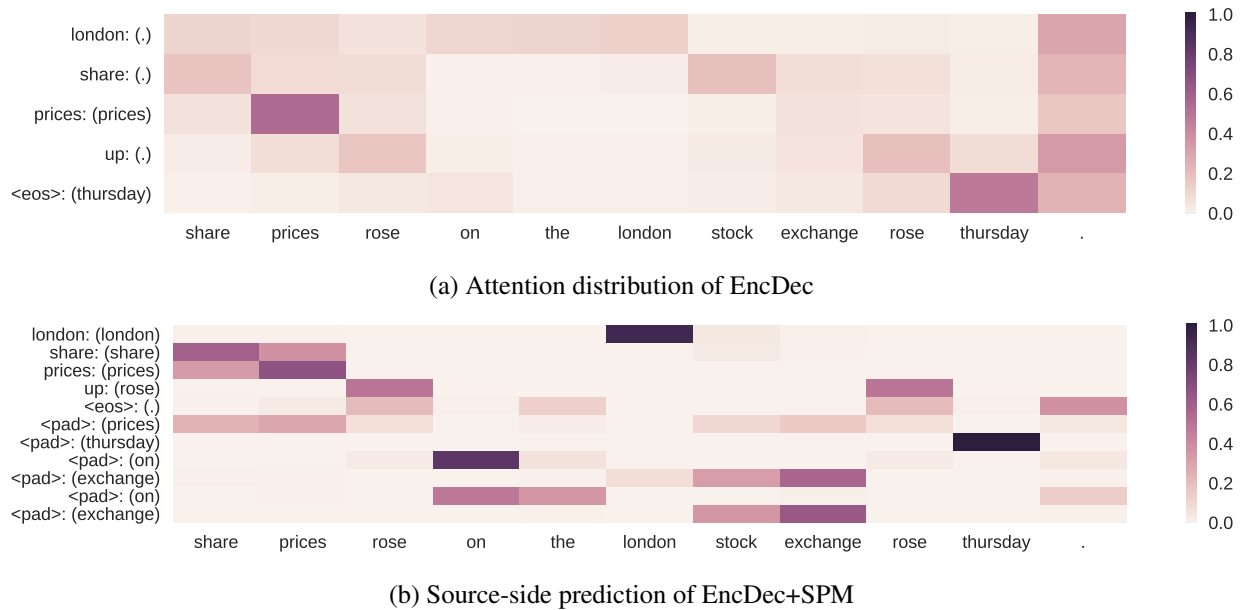 london: (.)
share: (.)
prices: (prices)
up: (.)
<eos>: (thursday)
share prices rose on the london stock exchange rose thursday .
1.0
0.8
0.6
0.4
0.2
0.0
(a) Attention distribution of EncDec
london: (london)
share: (share)
prices: (prices)
up: (rose)
<eos>: (.)
<pad>: (prices)
<pad>: (thursday)
<pad>: (on)
<pad>: (exchange)
<pad>: (on)
<pad>: (exchange)
share prices rose on the london stock exchange rose thursday .
1.0
0.8
0.6
0.4
0.2
0.0
(b) Source-side prediction of EncDec+SPM